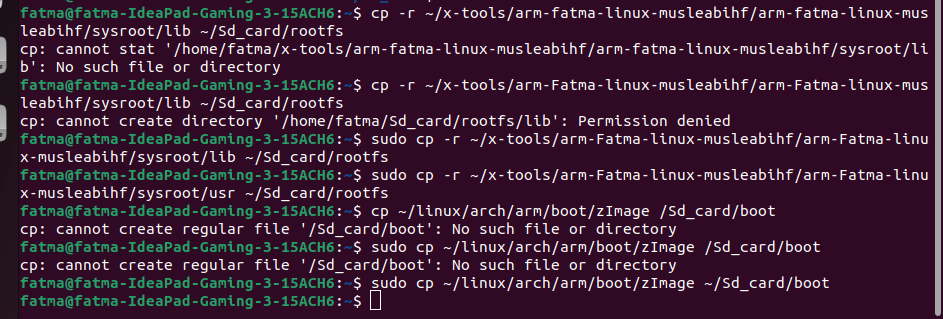 fatma@fatma-IdeaPad-Gaming-3-15ACH6:~$ cp -r ~/x-tools/arm-fatma-linux-musleabihf/arm-fatma-linux-mus
leabihf/sysroot/lib ~/Sd_card/rootfs
cp: cannot stat '/home/fatma/x-tools/arm-fatma-linux-musleabihf/arm-fatma-linux-musleabihf/sysroot/li
b': No such file or directory
fatma@fatma-IdeaPad-Gaming-3-15ACH6:~$ cp -r ~/x-tools/arm-Fatma-linux-musleabihf/arm-Fatma-linux-mus
leabihf/sysroot/lib ~/Sd_card/rootfs
cp: cannot create directory '/home/fatma/Sd_card/rootfs/lib': Permission denied
fatma@fatma-IdeaPad-Gaming-3-15ACH6:~$ sudo cp -r ~/x-tools/arm-Fatma-linux-musleabihf/arm-Fatma-linu
x-musleabihf/sysroot/lib ~/Sd_card/rootfs
fatma@fatma-IdeaPad-Gaming-3-15ACH6:~$ sudo cp -r ~/x-tools/arm-Fatma-linux-musleabihf/arm-Fatma-linu
x-musleabihf/sysroot/usr ~/Sd_card/rootfs
fatma@fatma-IdeaPad-Gaming-3-15ACH6:~$ cp ~/linux/arch/arm/boot/zImage /Sd_card/boot
cp: cannot create regular file '/Sd_card/boot': No such file or directory
fatma@fatma-IdeaPad-Gaming-3-15ACH6:~$ sudo cp ~/linux/arch/arm/boot/zImage /Sd_card/boot
cp: cannot create regular file '/Sd_card/boot': No such file or directory
fatma@fatma-IdeaPad-Gaming-3-15ACH6:~$ sudo cp ~/linux/arch/arm/boot/zImage ~/Sd_card/boot
fatma@fatma-IdeaPad-Gaming-3-15ACH6:~$